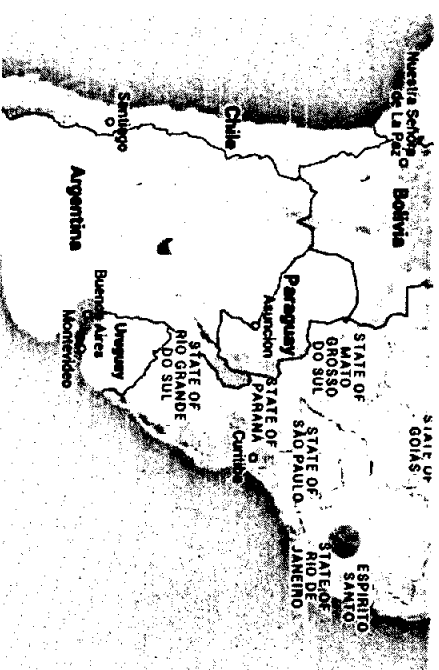 STATE OF
GOIÁS
Nuestra Señora
de La Paz
Bolivia
STATE OF
MATO
GROSSO
DO SUL
ESPIRITO
SANTO
STATE OF
RIO DE
JANEIRO
STATE OF
SÃO PAULO
Paraguay
Asuncion
STATE OF
PARANÁ
Curitiba
Chile
STATE OF
RIO GRANDE
DO SUL
Santiago
Uruguay
Buenos Aires
Montevideo
Argentina